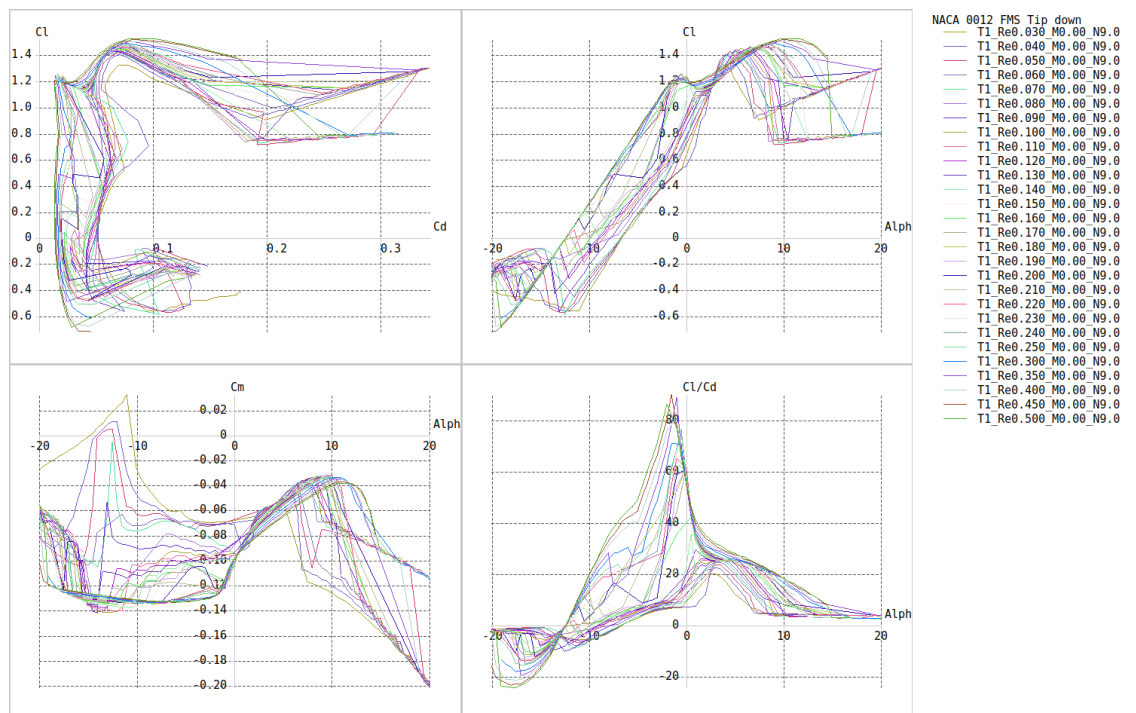 NACA 0012 FMS Tip down
T1_Re0.030_M0.00_N9.0
T1_Re0.040_M0.00_N9.0
T1_Re0.050_M0.00_N9.0
T1_Re0.060_M0.00_N9.0
T1_Re0.070_M0.00_N9.0
T1_Re0.080_M0.00_N9.0
T1_Re0.090_M0.00_N9.0
T1_Re0.100_M0.00_N9.0
T1_Re0.110_M0.00_N9.0
T1_Re0.120_M0.00_N9.0
T1_Re0.130_M0.00_N9.0
T1_Re0.140_M0.00_N9.0
T1_Re0.150_M0.00_N9.0
T1_Re0.160_M0.00_N9.0
T1_Re0.170_M0.00_N9.0
T1_Re0.180_M0.00_N9.0
T1_Re0.190_M0.00_N9.0
T1_Re0.200_M0.00_N9.0
T1_Re0.210_M0.00_N9.0
T1_Re0.220_M0.00_N9.0
T1_Re0.230_M0.00_N9.0
T1_Re0.240_M0.00_N9.0
T1_Re0.250_M0.00_N9.0
T1_Re0.300_M0.00_N9.0
T1_Re0.350_M0.00_N9.0
T1_Re0.400_M0.00_N9.0
T1_Re0.450_M0.00_N9.0
T1_Re0.500_M0.00_N9.0
Cl
1.4
1.2
1.0
0.8
0.6
0.4
0.2
0
0.2
0.4
0.6
Cd
0
0.1
0.2
0.3
Cl
1.4
1.2
1.0
0.8
0.6
0.4
0.2
0
-0.2
-0.4
-0.6
Alph
-20
-10
0
10
20
Cm
0.02
0
-0.02
-0.04
-0.06
-0.08
-0.10
-0.12
-0.14
-0.16
-0.18
-0.20
Alph
-20
-10
0
10
20
Cl/Cd
80
60
40
20
0
-20
Alph
-20
-10
0
10
20